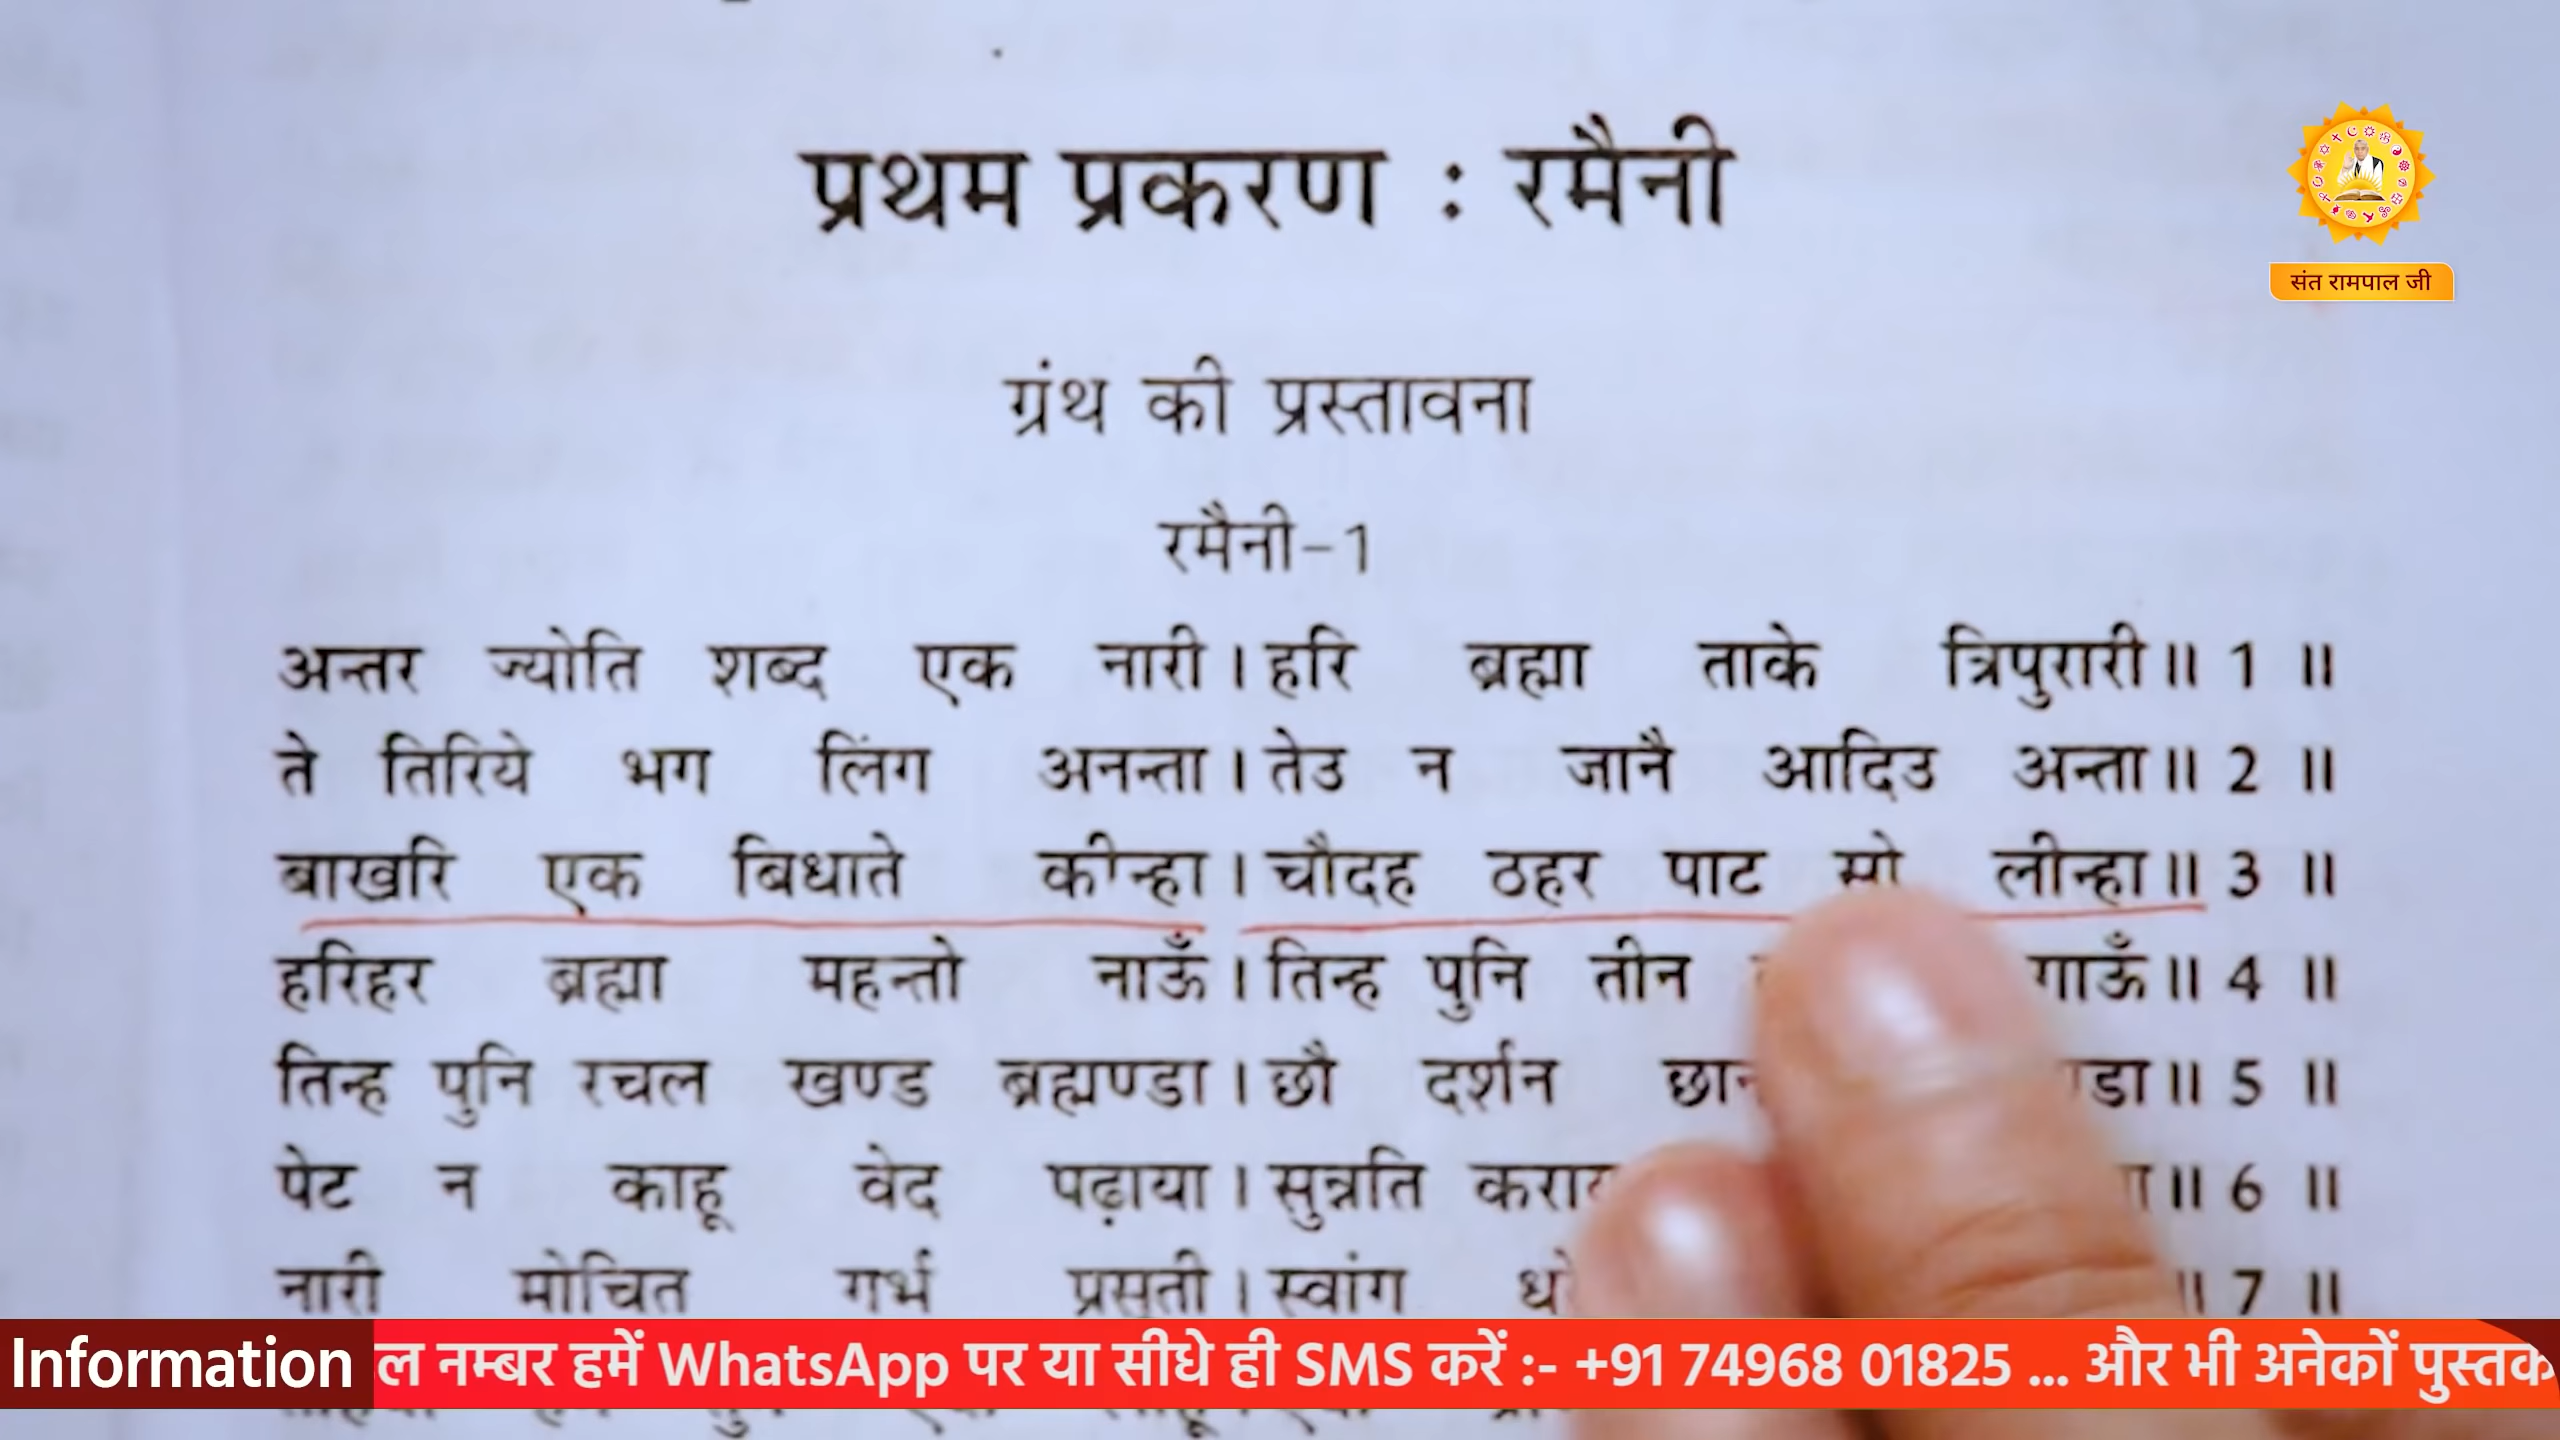 प्रथम प्रकरण : रमैनी
संत रामपाल जी
ग्रंथ की प्रस्तावना
रमैनी-1
अन्तर ज्योति शब्द एक नारी। हरि ब्रह्मा ताके त्रिपुरारी॥ 1 ॥
ते तिरिये भग लिंग अनन्ता। तेउ न जानै आदिउ अन्ता॥ 2 ॥
बाखरि एक बिधाते कीन्हा। चौदह ठहर पाट सो लीन्हा॥ 3 ॥
हरिहर ब्रह्मा महन्तो नाऊँ। तिन्ह पुनि तीन गाऊँ॥ 4 ॥
तिन्ह पुनि रचल खण्ड ब्रह्मण्डा। छौ दर्शन ॥ 5 ॥
पेट न काहू वेद पढ़ाया। सुन्नति ॥ 6 ॥
नारी मोचित गर्भ प्रसूती। स्वांग ॥ 7 ॥
Information ल नम्बर हमें WhatsApp पर या सीधे ही SMS करें :- +91 74968 01825 ... और भी अनेकों पुस्तक